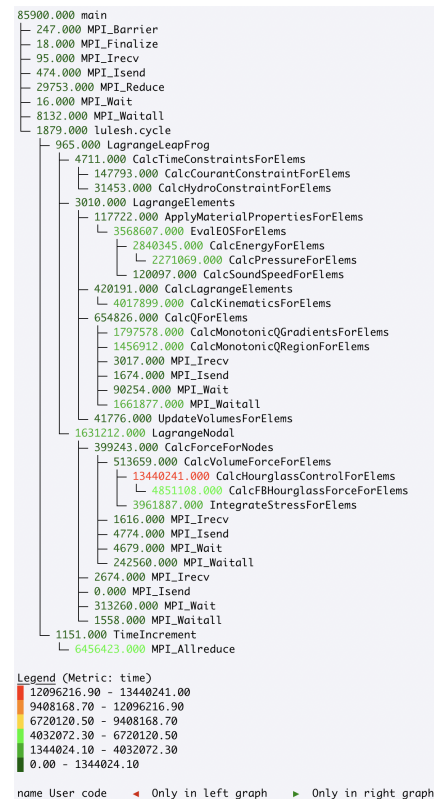 85900.000 main
├─ 247.000 MPI_Barrier
├─ 18.000 MPI_Finalize
├─ 95.000 MPI_Irecv
├─ 474.000 MPI_Isend
├─ 29753.000 MPI_Reduce
├─ 16.000 MPI_Wait
├─ 8132.000 MPI_Waitall
└─ 1879.000 lulesh.cycle
   ├─ 965.000 LagrangeLeapFrog
   │  ├─ 4711.000 CalcTimeConstraintsForElems
   │  │  ├─ 147793.000 CalcCourantConstraintForElems
   │  │  └─ 31453.000 CalcHydroConstraintForElems
   │  ├─ 3010.000 LagrangeElements
   │  │  ├─ 117722.000 ApplyMaterialPropertiesForElems
   │  │  │  └─ 3568607.000 EvalEOSForElems
   │  │  │     ├─ 2840345.000 CalcEnergyForElems
   │  │  │     │  └─ 2271069.000 CalcPressureForElems
   │  │  │     └─ 120097.000 CalcSoundSpeedForElems
   │  │  ├─ 420191.000 CalcLagrangeElements
   │  │  │  └─ 4017899.000 CalcKinematicsForElems
   │  │  ├─ 654826.000 CalcQForElems
   │  │  │  ├─ 1797578.000 CalcMonotonicQGradientsForElems
   │  │  │  ├─ 1456912.000 CalcMonotonicQRegionForElems
   │  │  │  ├─ 3017.000 MPI_Irecv
   │  │  │  ├─ 1674.000 MPI_Isend
   │  │  │  ├─ 90254.000 MPI_Wait
   │  │  │  └─ 1661877.000 MPI_Waitall
   │  │  └─ 41776.000 UpdateVolumesForElems
   │  └─ 1631212.000 LagrangeNodal
   │     ├─ 399243.000 CalcForceForNodes
   │     │  ├─ 513659.000 CalcVolumeForceForElems
   │     │  │  ├─ 13440241.000 CalcHourglassControlForElems
   │     │  │  │  └─ 4851108.000 CalcFBHourglassForceForElems
   │     │  │  └─ 3961887.000 IntegrateStressForElems
   │     │  ├─ 1616.000 MPI_Irecv
   │     │  ├─ 4774.000 MPI_Isend
   │     │  ├─ 4679.000 MPI_Wait
   │     │  └─ 242560.000 MPI_Waitall
   │     ├─ 2674.000 MPI_Irecv
   │     ├─ 0.000 MPI_Isend
   │     ├─ 313260.000 MPI_Wait
   │     └─ 1558.000 MPI_Waitall
   └─ 1151.000 TimeIncrement
      └─ 6456423.000 MPI_Allreduce
Legend (Metric: time)
12096216.90 - 13440241.00
9408168.70 - 12096216.90
6720120.50 - 9408168.70
4032072.30 - 6720120.50
1344024.10 - 4032072.30
0.00 - 1344024.10
name User code ◀ Only in left graph ▶ Only in right graph